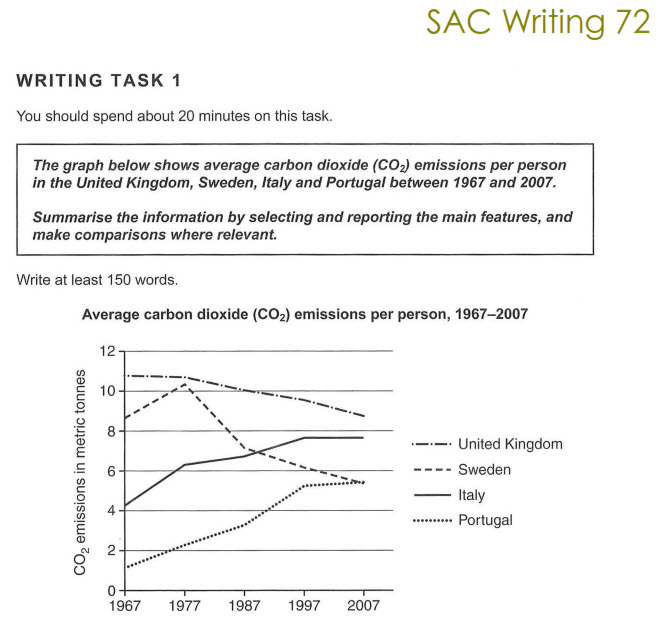 SAC Writing 72
WRITING TASK 1
You should spend about 20 minutes on this task.
The graph below shows average carbon dioxide (CO₂) emissions per person
in the United Kingdom, Sweden, Italy and Portugal between 1967 and 2007.
Summarise the information by selecting and reporting the main features, and
make comparisons where relevant.
Write at least 150 words.
Average carbon dioxide (CO₂) emissions per person, 1967–2007
CO₂ emissions in metric tonnes
12
10
8
6
4
2
0
1967 1977 1987 1997 2007
United Kingdom
Sweden
Italy
Portugal